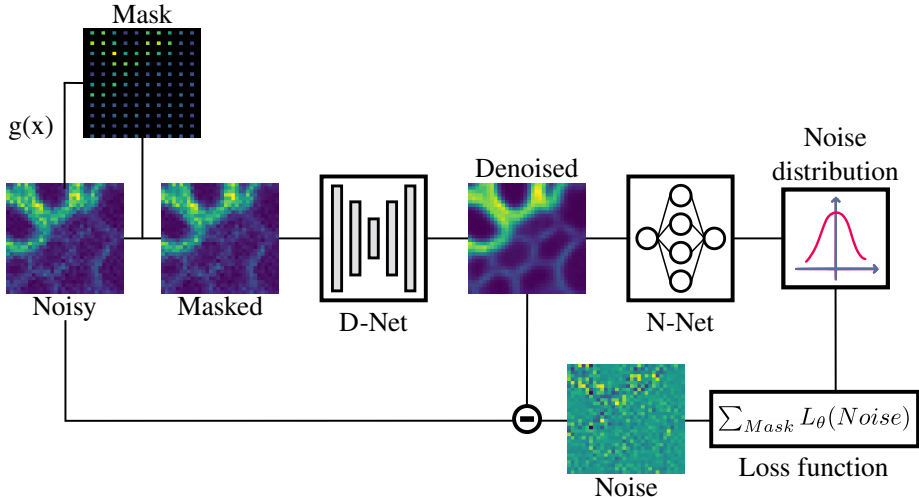 Mask
g(x)
Noise
distribution
Denoised
Noisy
Masked
D-Net
N-Net
∑_{Mask} L_θ(Noise)
Loss function
Noise